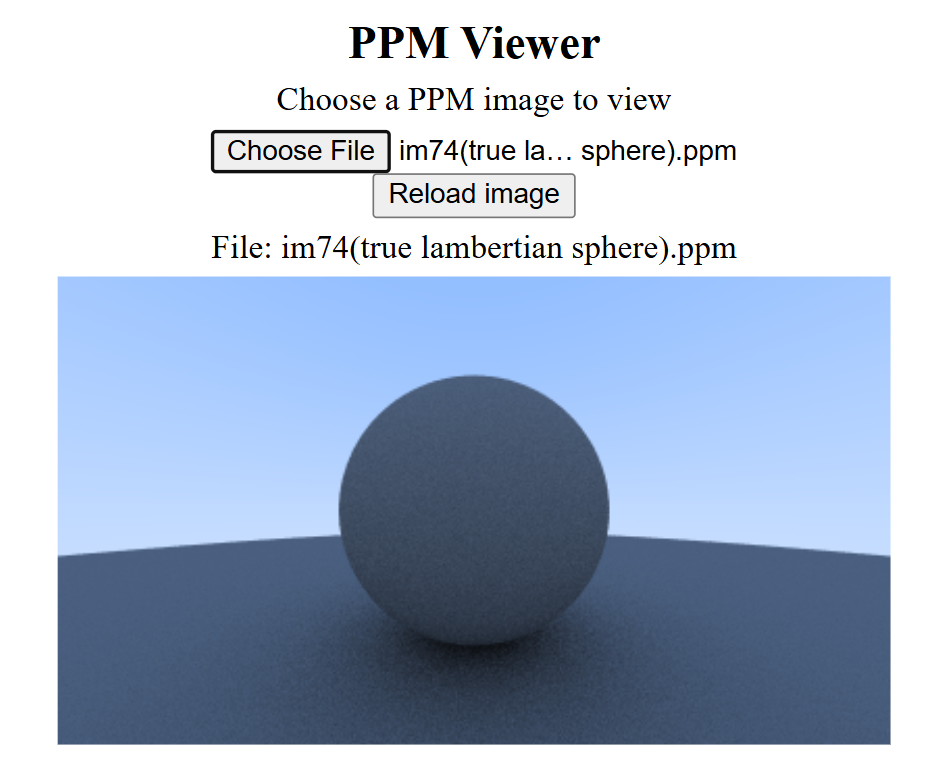 PPM Viewer
Choose a PPM image to view
Choose File im74(true la… sphere).ppm
Reload image
File: im74(true lambertian sphere).ppm